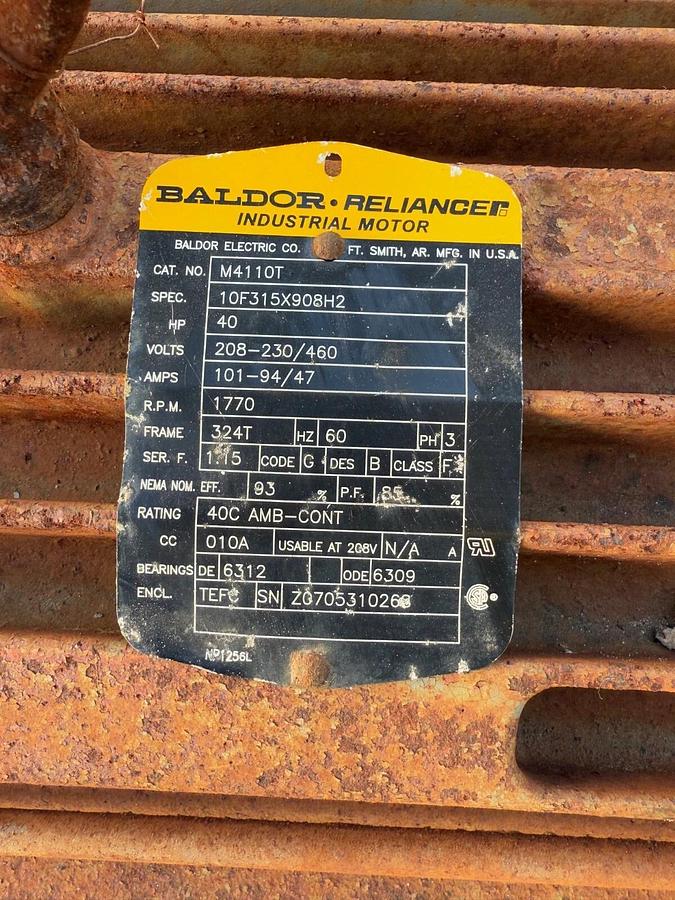 BALDOR • RELIANCE
INDUSTRIAL MOTOR
BALDOR ELECTRIC CO. FT. SMITH, AR. MFG. IN U.S.A.
CAT. NO. M4110T
SPEC. 10F315X908H2
HP 40
VOLTS 208-230/460
AMPS 101-94/47
R.P.M. 1770
FRAME 324T HZ 60 PH 3
SER. F. 1.15 CODE G DES B CLASS F
NEMA NOM. EFF. 93 % P.F. 85 %
RATING 40C AMB-CONT
CC 010A USABLE AT 208V N/A A
BEARINGS DE 6312 ODE 6309
ENCL. TEFC SN
NP1256L